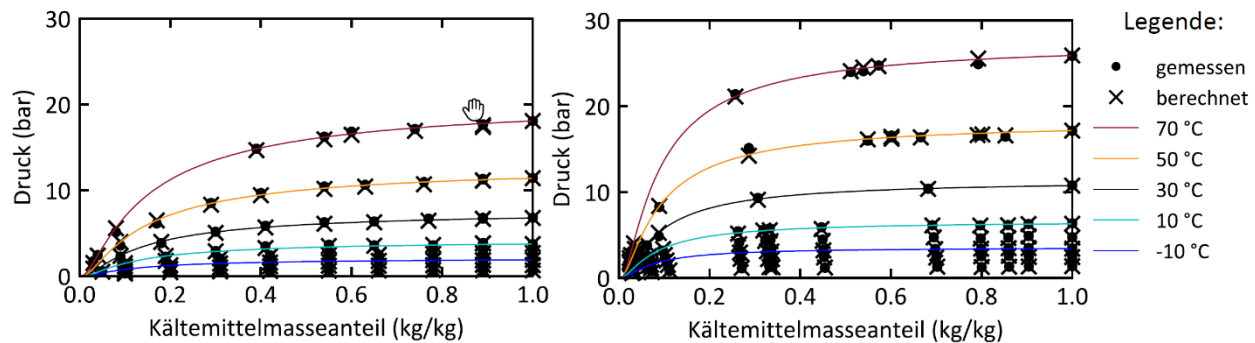 30
20
10
0
Druck (bar)
0.0 0.2 0.4 0.6 0.8 1.0
Kältemittelmasseanteil (kg/kg)
30
20
10
0
Druck (bar)
0.0 0.2 0.4 0.6 0.8 1.0
Kältemittelmasseanteil (kg/kg)
Legende:
gemessen
berechnet
70 °C
50 °C
30 °C
10 °C
-10 °C